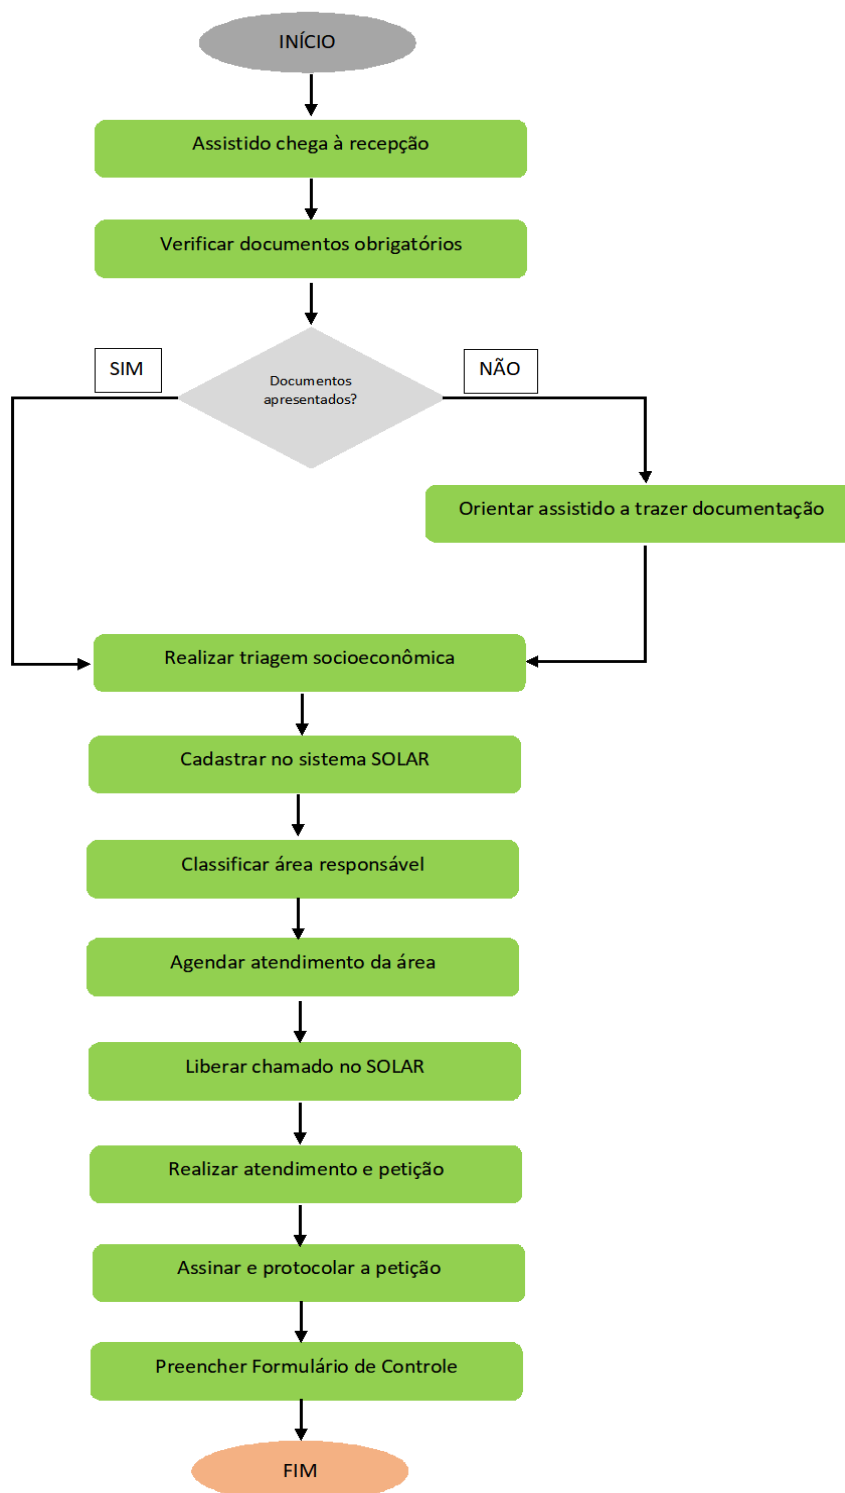 INÍCIO
Assistido chega à recepção
Verificar documentos obrigatórios
SIM
Documentos
apresentados?
NÃO
Orientar assistido a trazer documentação
Realizar triagem socioeconômica
Cadastrar no sistema SOLAR
Classificar área responsável
Agendar atendimento da área
Liberar chamado no SOLAR
Realizar atendimento e petição
Assinar e protocolar a petição
Preencher Formulário de Controle
FIM